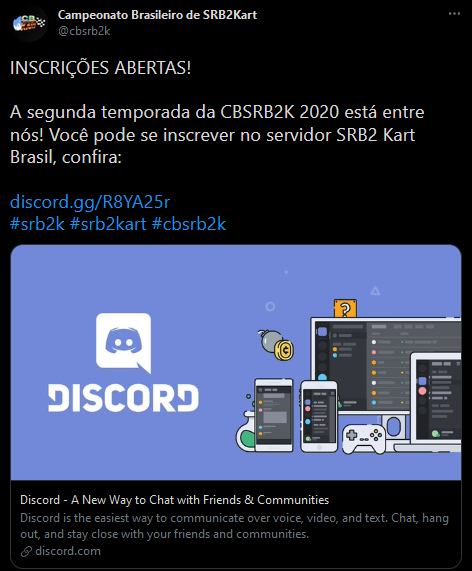 Campeonato Brasileiro de SRB2Kart
@cbsrb2k
INSCRIÇÕES ABERTAS!
A segunda temporada da CBSRB2K 2020 está entre
nós! Você pode se inscrever no servidor SRB2 Kart
Brasil, confira:
discord.gg/R8YA25r
#srb2k #srb2kart #cbsrb2k
DISCORD
Discord - A New Way to Chat with Friends & Communities
Discord is the easiest way to communicate over voice, video, and text. Chat, hang
out, and stay close with your friends and communities.
discord.com